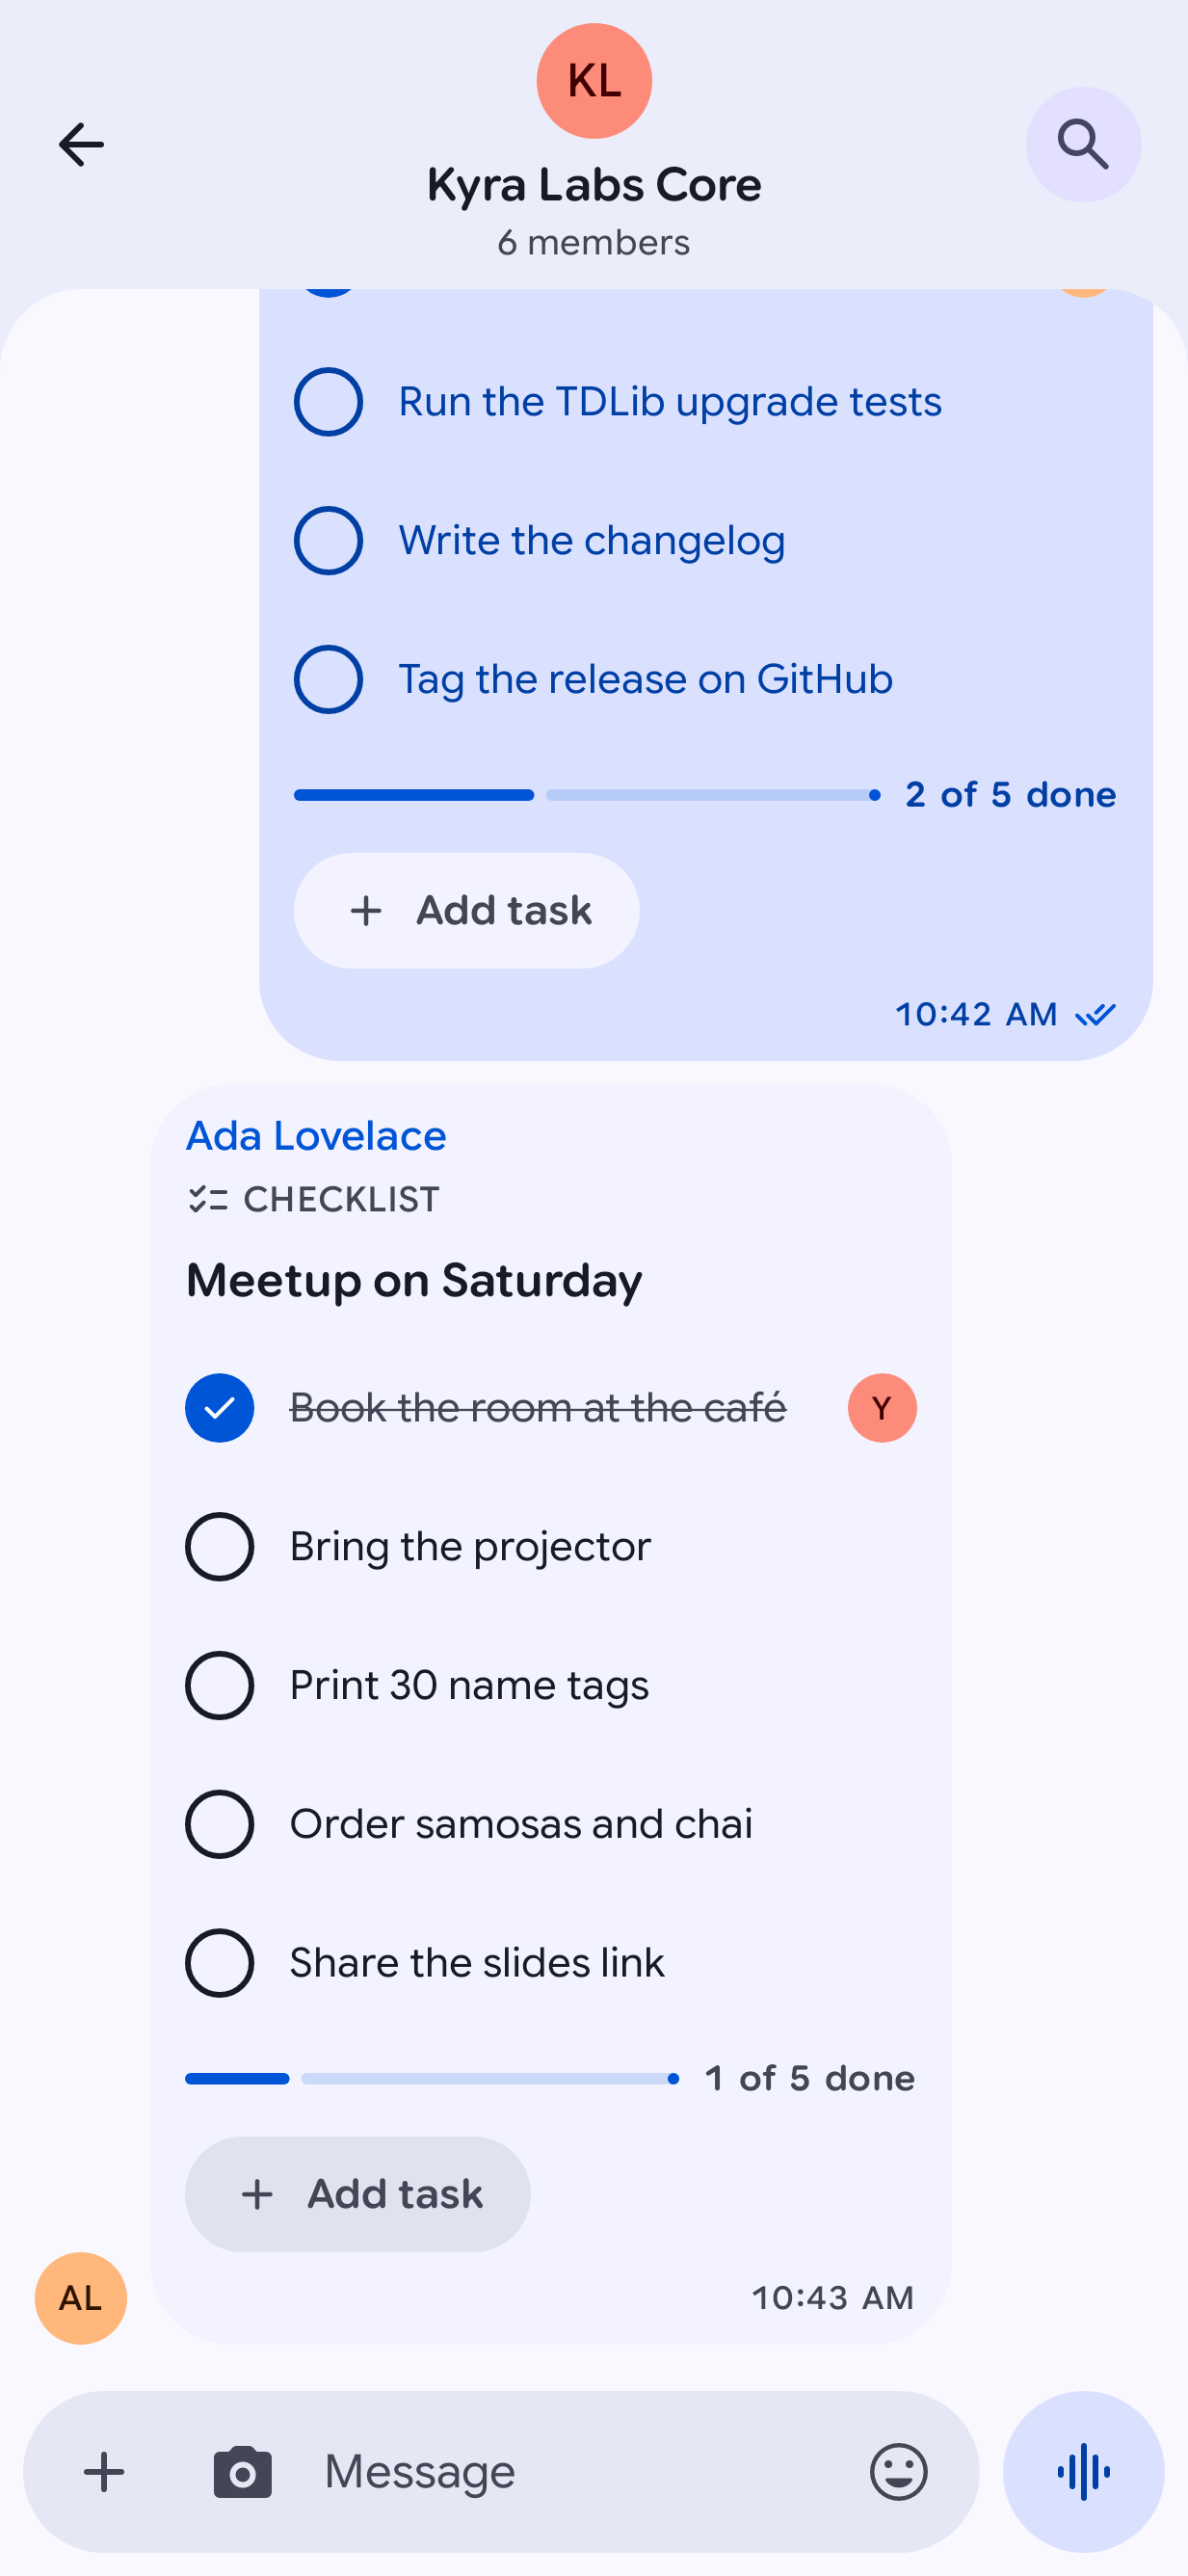 KL
Kyra Labs Core
6 members
Run the TDLib upgrade tests
Write the changelog
Tag the release on GitHub
2 of 5 done
Add task
10:42 AM
Ada Lovelace
CHECKLIST
Meetup on Saturday
Book the room at the café Y
Bring the projector
Print 30 name tags
Order samosas and chai
Share the slides link
1 of 5 done
Add task
10:43 AM
AL
Message